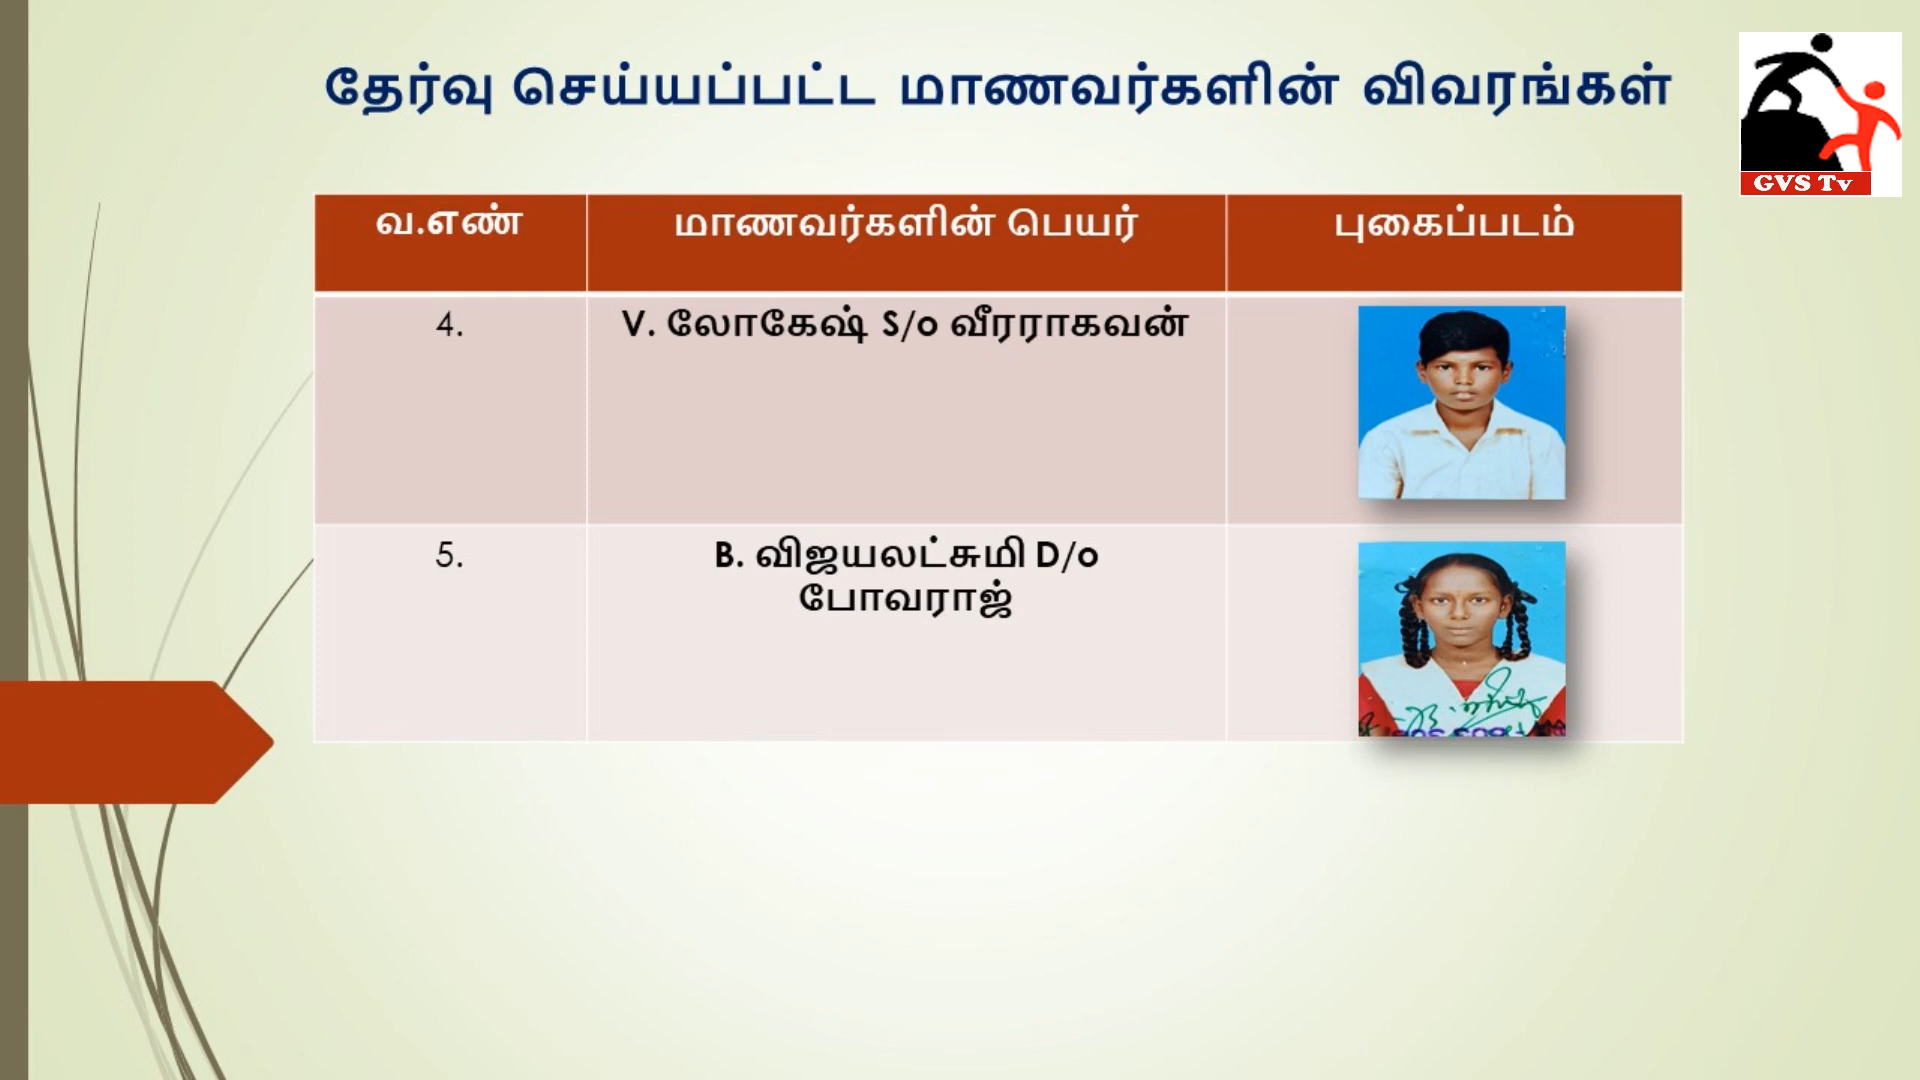 தேர்வு செய்யப்பட்ட மாணவர்களின் விவரங்கள்
GVS Tv
வ.எண் மாணவர்களின் பெயர் புகைப்படம்
4. V. லோகேஷ் S/o வீரராகவன்
5. B. விஜயலட்சுமி D/o
போவராஜ்